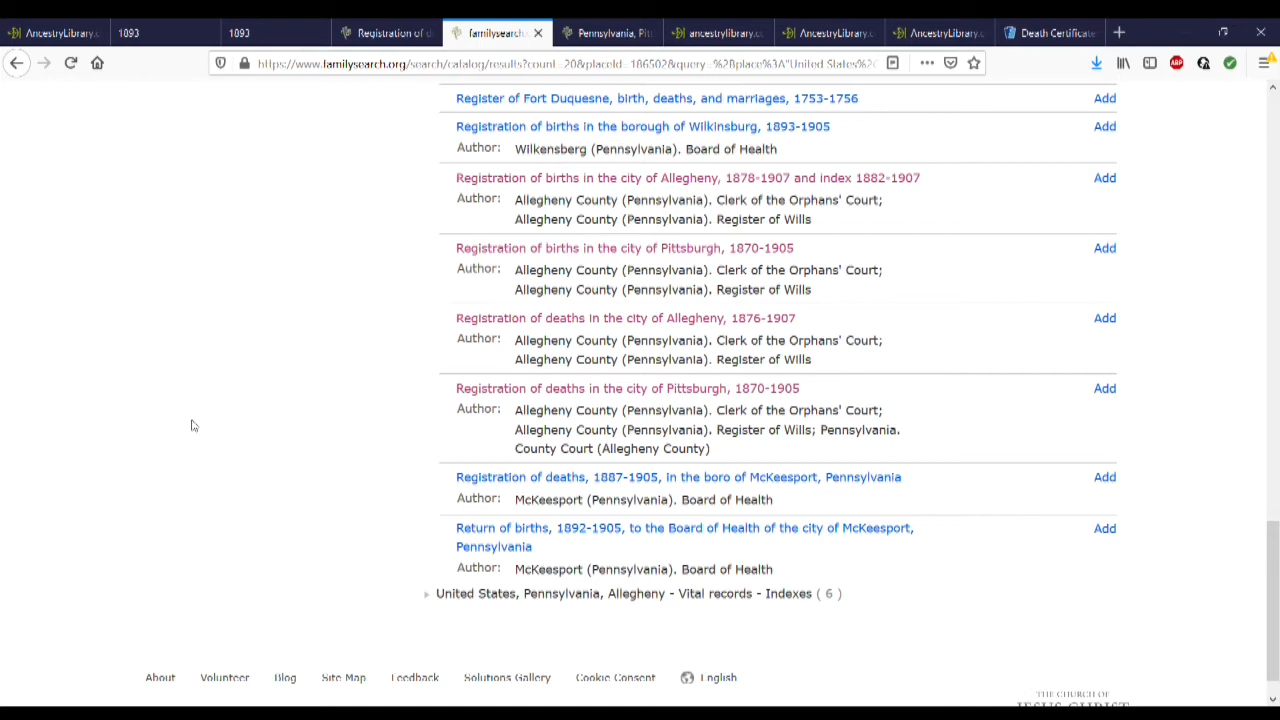 AncestryLibrary.c
1893
1893
Registration of d
familysearch.
Pennsylvania, Pit
ancestrylibrary.co
AncestryLibrary.c
AncestryLibrary.c
Death Certificate
https://www.familysearch.org/search/catalog/results?count=20&placeId=186502&query=%2Bplace%3A"United States%2C
ABP
Register of Fort Duquesne, birth, deaths, and marriages, 1753-1756 Add
Registration of births in the borough of Wilkinsburg, 1893-1905 Add
Author: Wilkensberg (Pennsylvania). Board of Health
Registration of births in the city of Allegheny, 1878-1907 and index 1882-1907 Add
Author: Allegheny County (Pennsylvania). Clerk of the Orphans' Court;
Allegheny County (Pennsylvania). Register of Wills
Registration of births in the city of Pittsburgh, 1870-1905 Add
Author: Allegheny County (Pennsylvania). Clerk of the Orphans' Court;
Allegheny County (Pennsylvania). Register of Wills
Registration of deaths in the city of Allegheny, 1876-1907 Add
Author: Allegheny County (Pennsylvania). Clerk of the Orphans' Court;
Allegheny County (Pennsylvania). Register of Wills
Registration of deaths in the city of Pittsburgh, 1870-1905 Add
Author: Allegheny County (Pennsylvania). Clerk of the Orphans' Court;
Allegheny County (Pennsylvania). Register of Wills; Pennsylvania.
County Court (Allegheny County)
Registration of deaths, 1887-1905, in the boro of McKeesport, Pennsylvania Add
Author: McKeesport (Pennsylvania). Board of Health
Return of births, 1892-1905, to the Board of Health of the city of McKeesport, Add
Pennsylvania
Author: McKeesport (Pennsylvania). Board of Health
United States, Pennsylvania, Allegheny - Vital records - Indexes ( 6 )
About Volunteer Blog Site Map Feedback Solutions Gallery Cookie Consent English
THE CHURCH OF
JESUS CHRIST